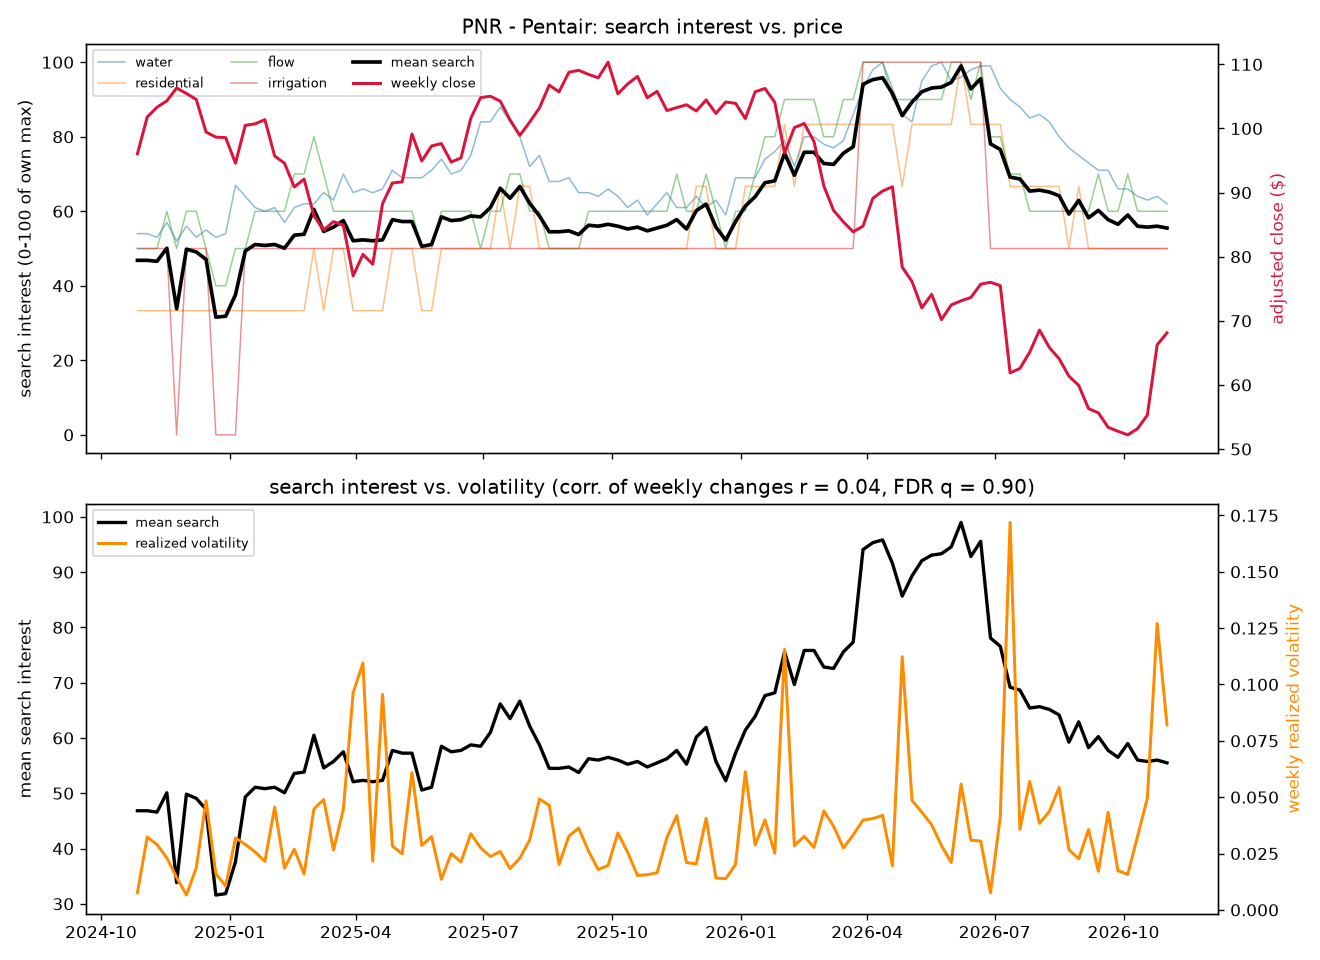 PNR - Pentair: search interest vs. price
water
residential
flow
irrigation
mean search
weekly close
search interest (0-100 of own max)
100
80
60
40
20
0
adjusted close ($)
110
100
90
80
70
60
50
search interest vs. volatility (corr. of weekly changes r = 0.04, FDR q = 0.90)
mean search
realized volatility
mean search interest
100
90
80
70
60
50
40
30
weekly realized volatility
0.175
0.150
0.125
0.100
0.075
0.050
0.025
0.000
2024-10
2025-01
2025-04
2025-07
2025-10
2026-01
2026-04
2026-07
2026-10